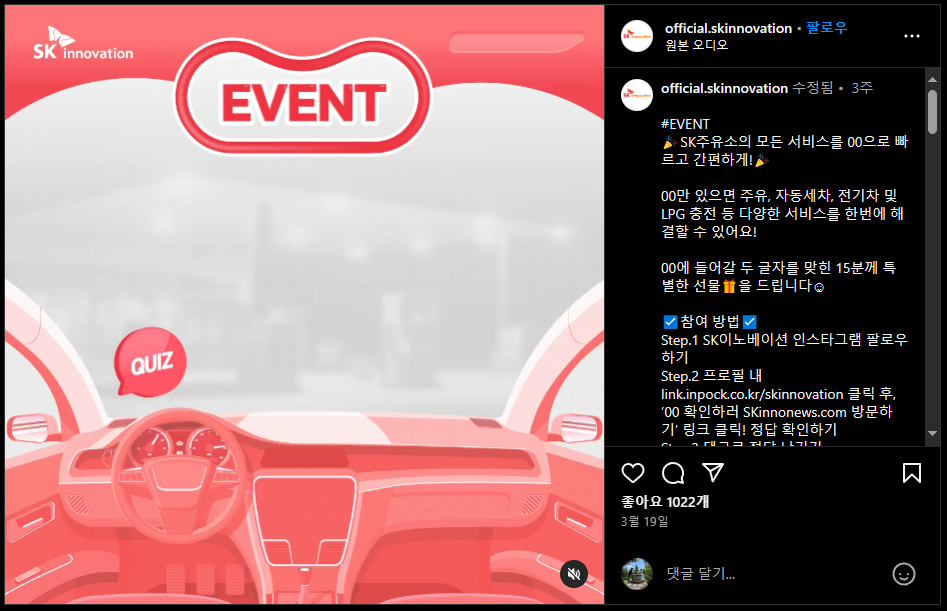 SK innovation
EVENT
QUIZ
official.skinnovation • 팔로우
원본 오디오
official.skinnovation 수정됨 • 3주
#EVENT
🎉SK주유소의 모든 서비스를 00으로 빠
르고 간편하게!🎉
00만 있으면 주유, 자동세차, 전기차 및
LPG 충전 등 다양한 서비스를 한번에 해
결할 수 있어요!
00에 들어갈 두 글자를 맞힌 15분께 특
별한 선물🎁을 드립니다☺
☑참여 방법☑
Step.1 SK이노베이션 인스타그램 팔로우
하기
Step.2 프로필 내
link.inpock.co.kr/skinnovation 클릭 후,
'00 확인하러 SKinnonews.com 방문하
기' 링크 클릭! 정답 확인하기
좋아요 1022개
3월 19일
댓글 달기...